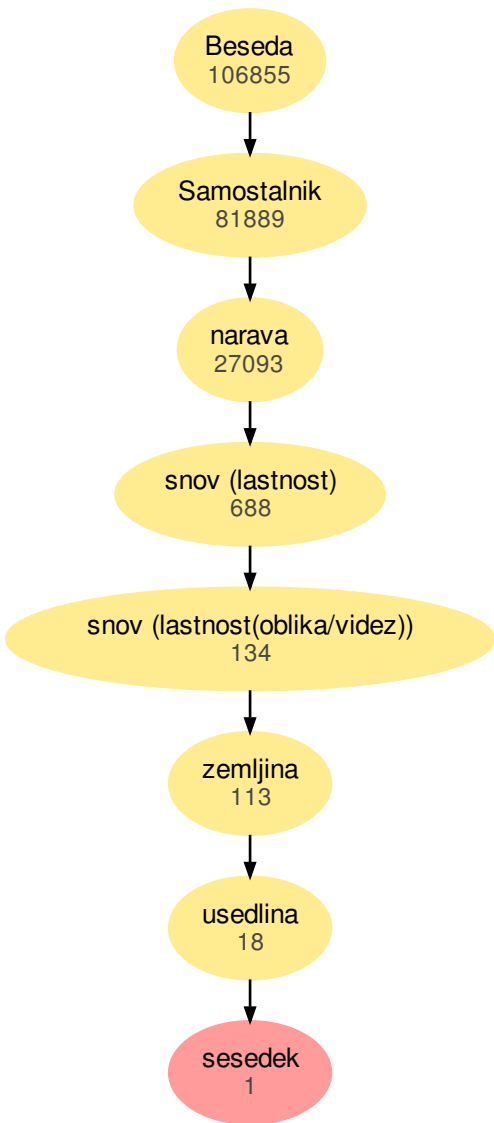 Beseda
106855
Samostalnik
81889
narava
27093
snov (lastnost)
688
snov (lastnost(oblika/videz))
134
zemljina
113
usedlina
18
sesedek
1